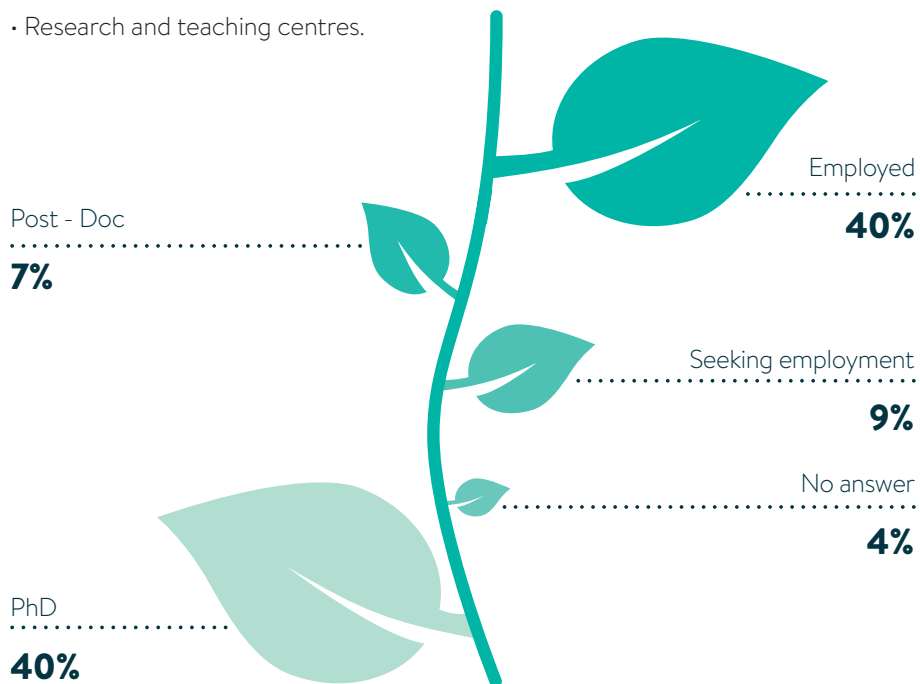 • Research and teaching centres.
Employed
40%
Post - Doc
7%
Seeking employment
9%
No answer
4%
PhD
40%